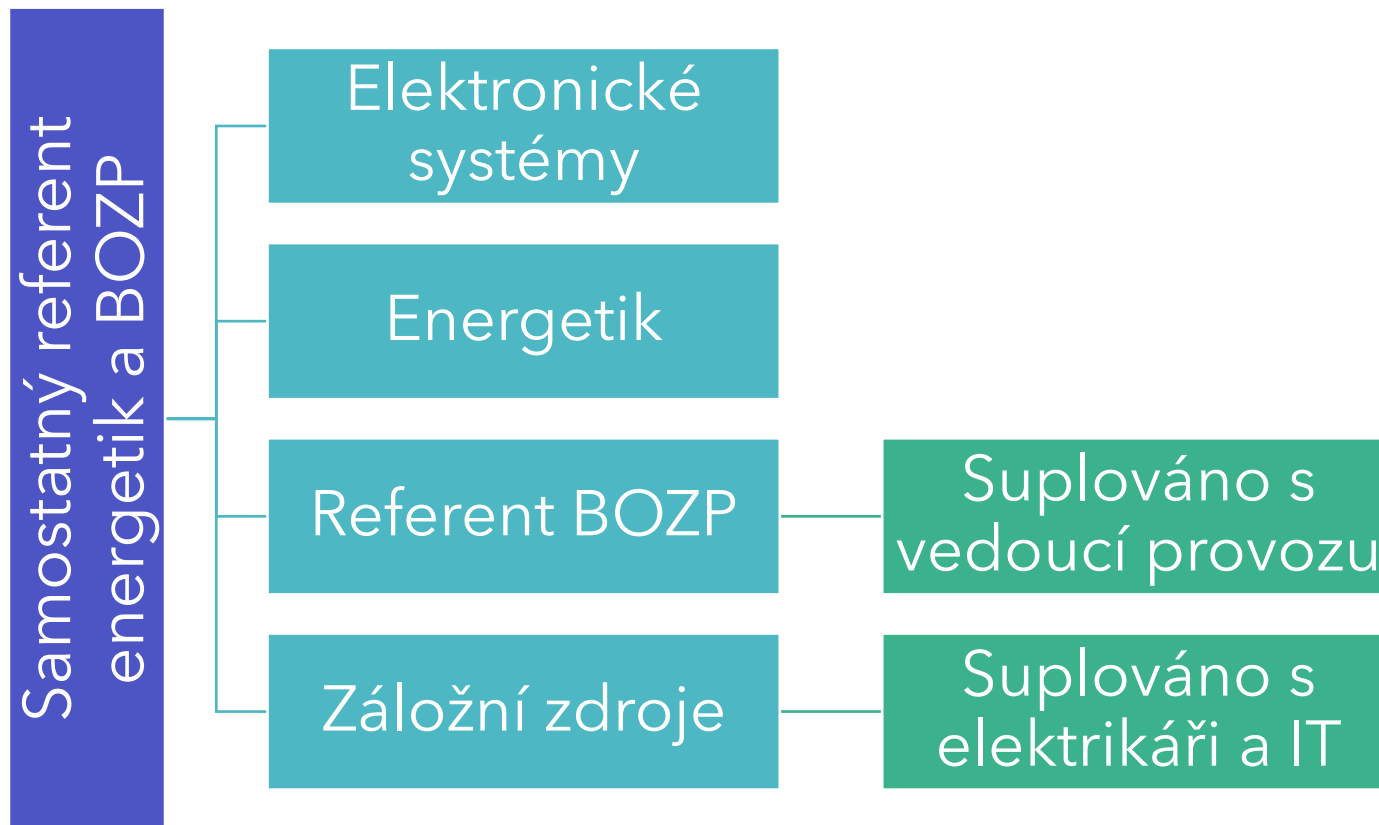 Samostatný referent
energetik a BOZP
Elektronické
systémy
Energetik
Referent BOZP
Suplováno s
vedoucí provozu
Záložní zdroje
Suplováno s
elektrikáři a IT